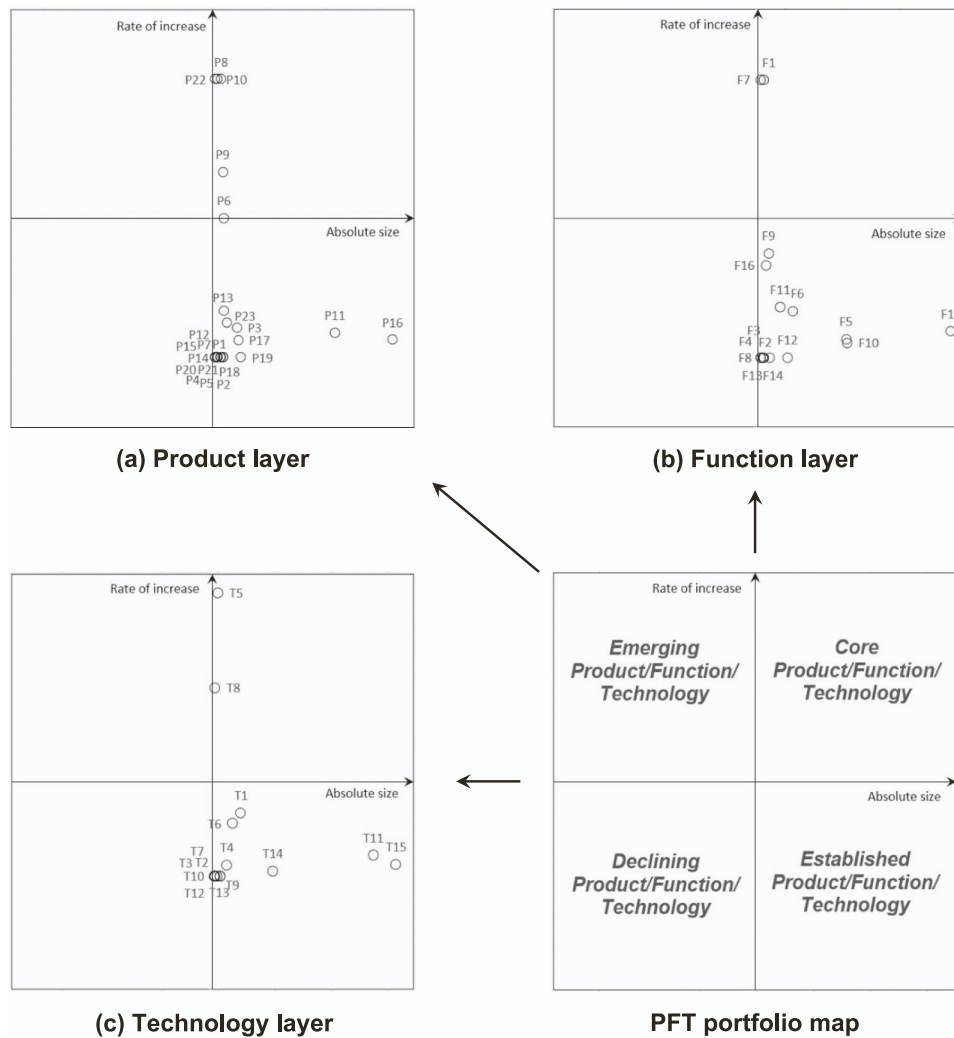 Rate of increase
P8
P22
P10
P9
P6
Absolute size
P13
P23
P12
P3
P11
P16
P15
P7
P1
P17
P14
P19
P20
P21
P18
P4
P5
P2
(a) Product layer
Rate of increase
F1
F7
Absolute size
F9
F16
F11
F6
F3
F5
F1
F4
F2
F12
F10
F8
F13
F14
(b) Function layer
Rate of increase
T5
T8
Absolute size
T1
T6
T7
T4
T11
T3
T2
T14
T15
T10
T9
T12
T13
(c) Technology layer
Rate of increase
Emerging
Product/Function/
Technology
Core
Product/Function/
Technology
Absolute size
Declining
Product/Function/
Technology
Established
Product/Function/
Technology
PFT portfolio map